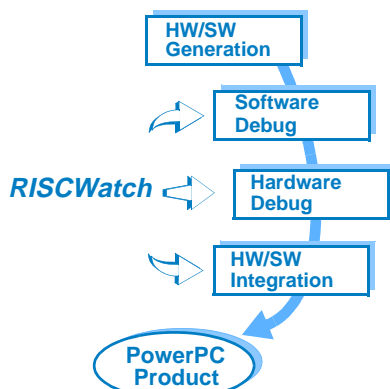 HW/SW
Generation
Software
Debug
RISCWatch
Hardware
Debug
HW/SW
Integration
PowerPC
Product